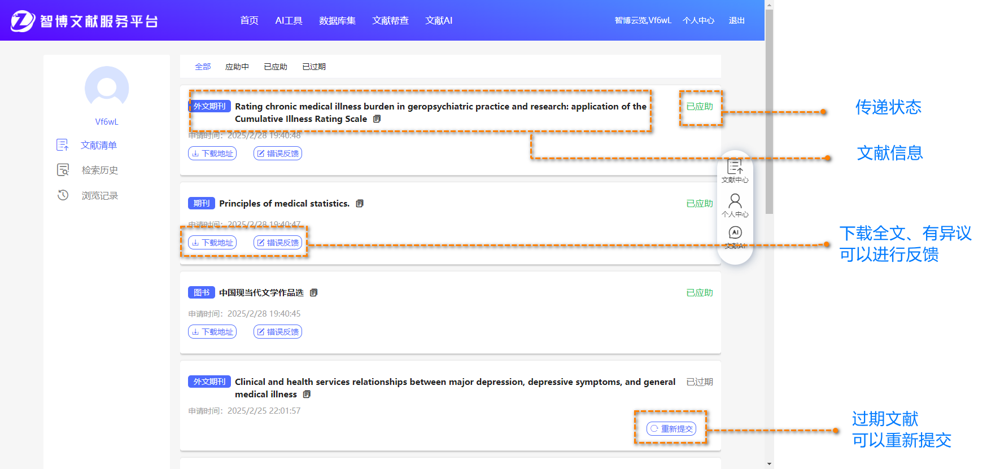 智博文献服务平台
首页 AI工具 数据库集 文献帮查 文献AI
智博云览,Vf6wL 个人中心 退出
Vf6wL
文献清单
检索历史
浏览记录
全部 应助中 已应助 已过期
外文期刊 Rating chronic medical illness burden in geropsychiatric practice and research: application of the
Cumulative Illness Rating Scale
已应助
申请时间：2025/2/28 19:40:48
下载地址 错误反馈
期刊 Principles of medical statistics.
已应助
申请时间：2025/2/28 19:40:47
下载地址 错误反馈
图书 中国现当代文学作品选
已应助
申请时间：2025/2/28 19:40:45
下载地址 错误反馈
外文期刊 Clinical and health services relationships between major depression, depressive symptoms, and general
medical illness
已过期
申请时间：2025/2/25 22:01:57
重新提交
文献中心
个人中心
AI
文献AI
传递状态
文献信息
下载全文、有异议
可以进行反馈
过期文献
可以重新提交